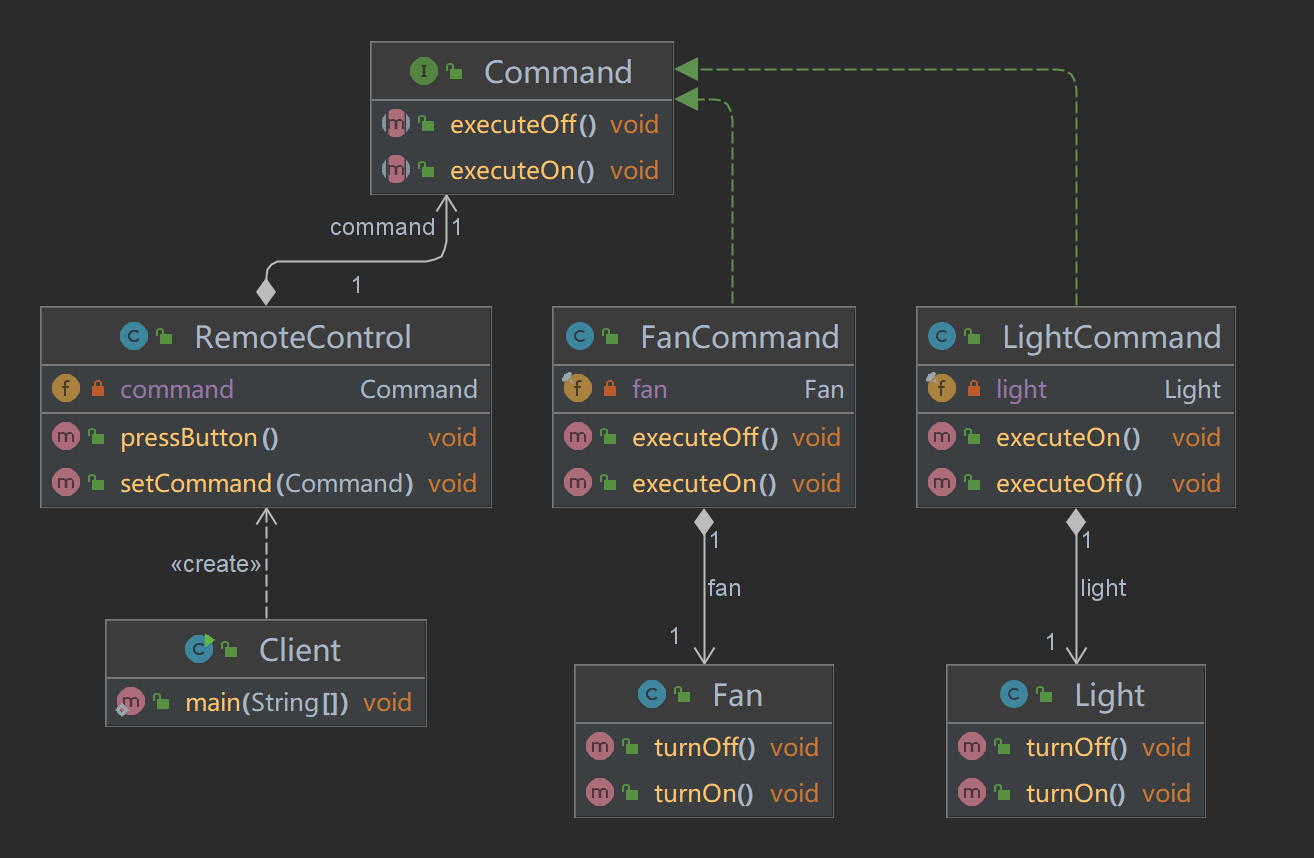 I Command
m executeOff() void
m executeOn() void
command 1
1
C RemoteControl
f command Command
m pressButton() void
m setCommand(Command) void
C FanCommand
f fan Fan
m executeOff() void
m executeOn() void
C LightCommand
f light Light
m executeOn() void
m executeOff() void
«create»
1
fan
1
1
light
1
C Client
m main(String[]) void
C Fan
m turnOff() void
m turnOn() void
C Light
m turnOff() void
m turnOn() void